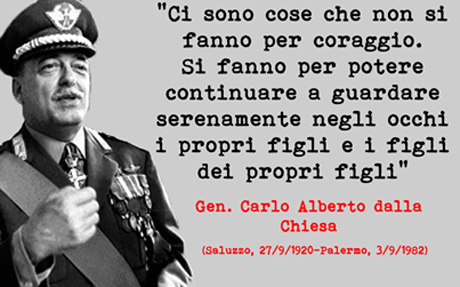 "Ci sono cose che non si
fanno per coraggio.
Si fanno per potere
continuare a guardare
serenamente negli occhi
i propri figli e i figli
dei propri figli"
Gen. Carlo Alberto dalla
Chiesa
(Saluzzo, 27/9/1920-Palermo, 3/9/1982)